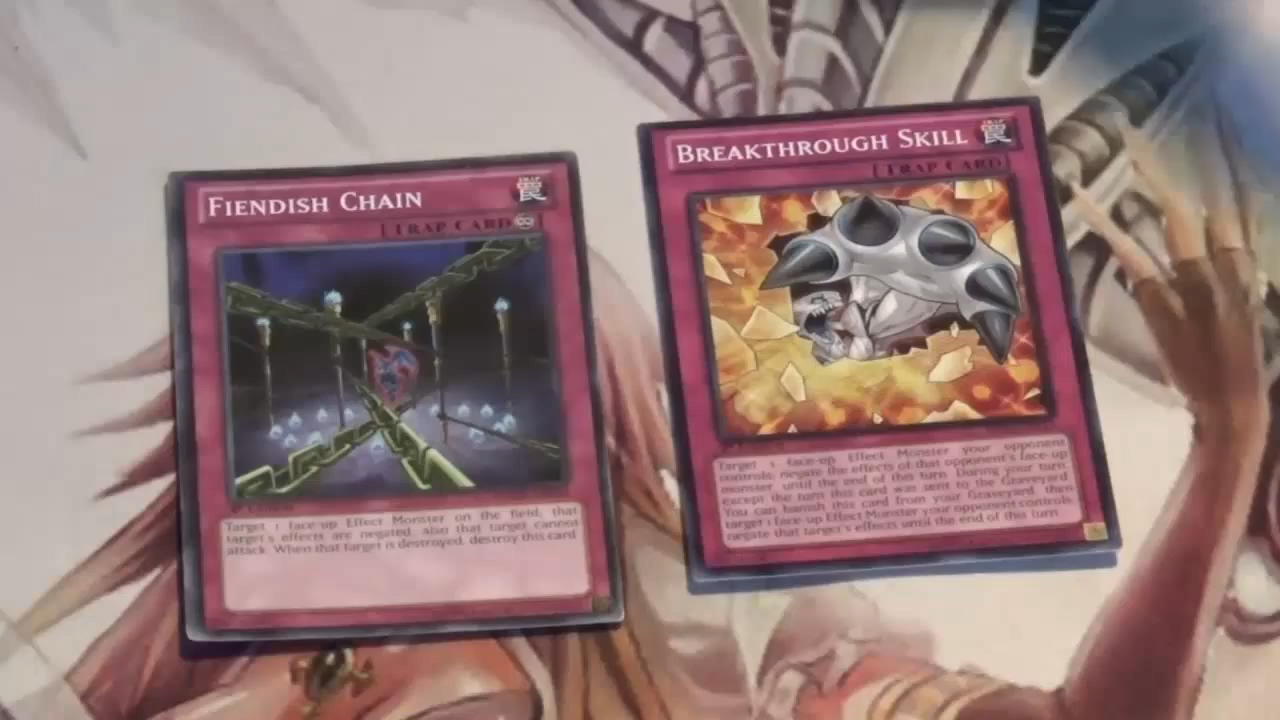 FIENDISH CHAIN
[TRAP CARD
Target 1 face-up Effect Monster on the field; that
target's effects are negated, also that target cannot
attack. When that target is destroyed, destroy this card.
BREAKTHROUGH SKILL
罠
[TRAP CARD]
Target 1 face-up Effect Monster your opponent
controls; negate the effects of that opponent's face-up
monster, until the end of this turn. During your turn,
except the turn this card was sent to the Graveyard:
You can banish this card from your Graveyard, then
target 1 face-up Effect Monster your opponent controls;
negate that target's effects until the end of this turn.